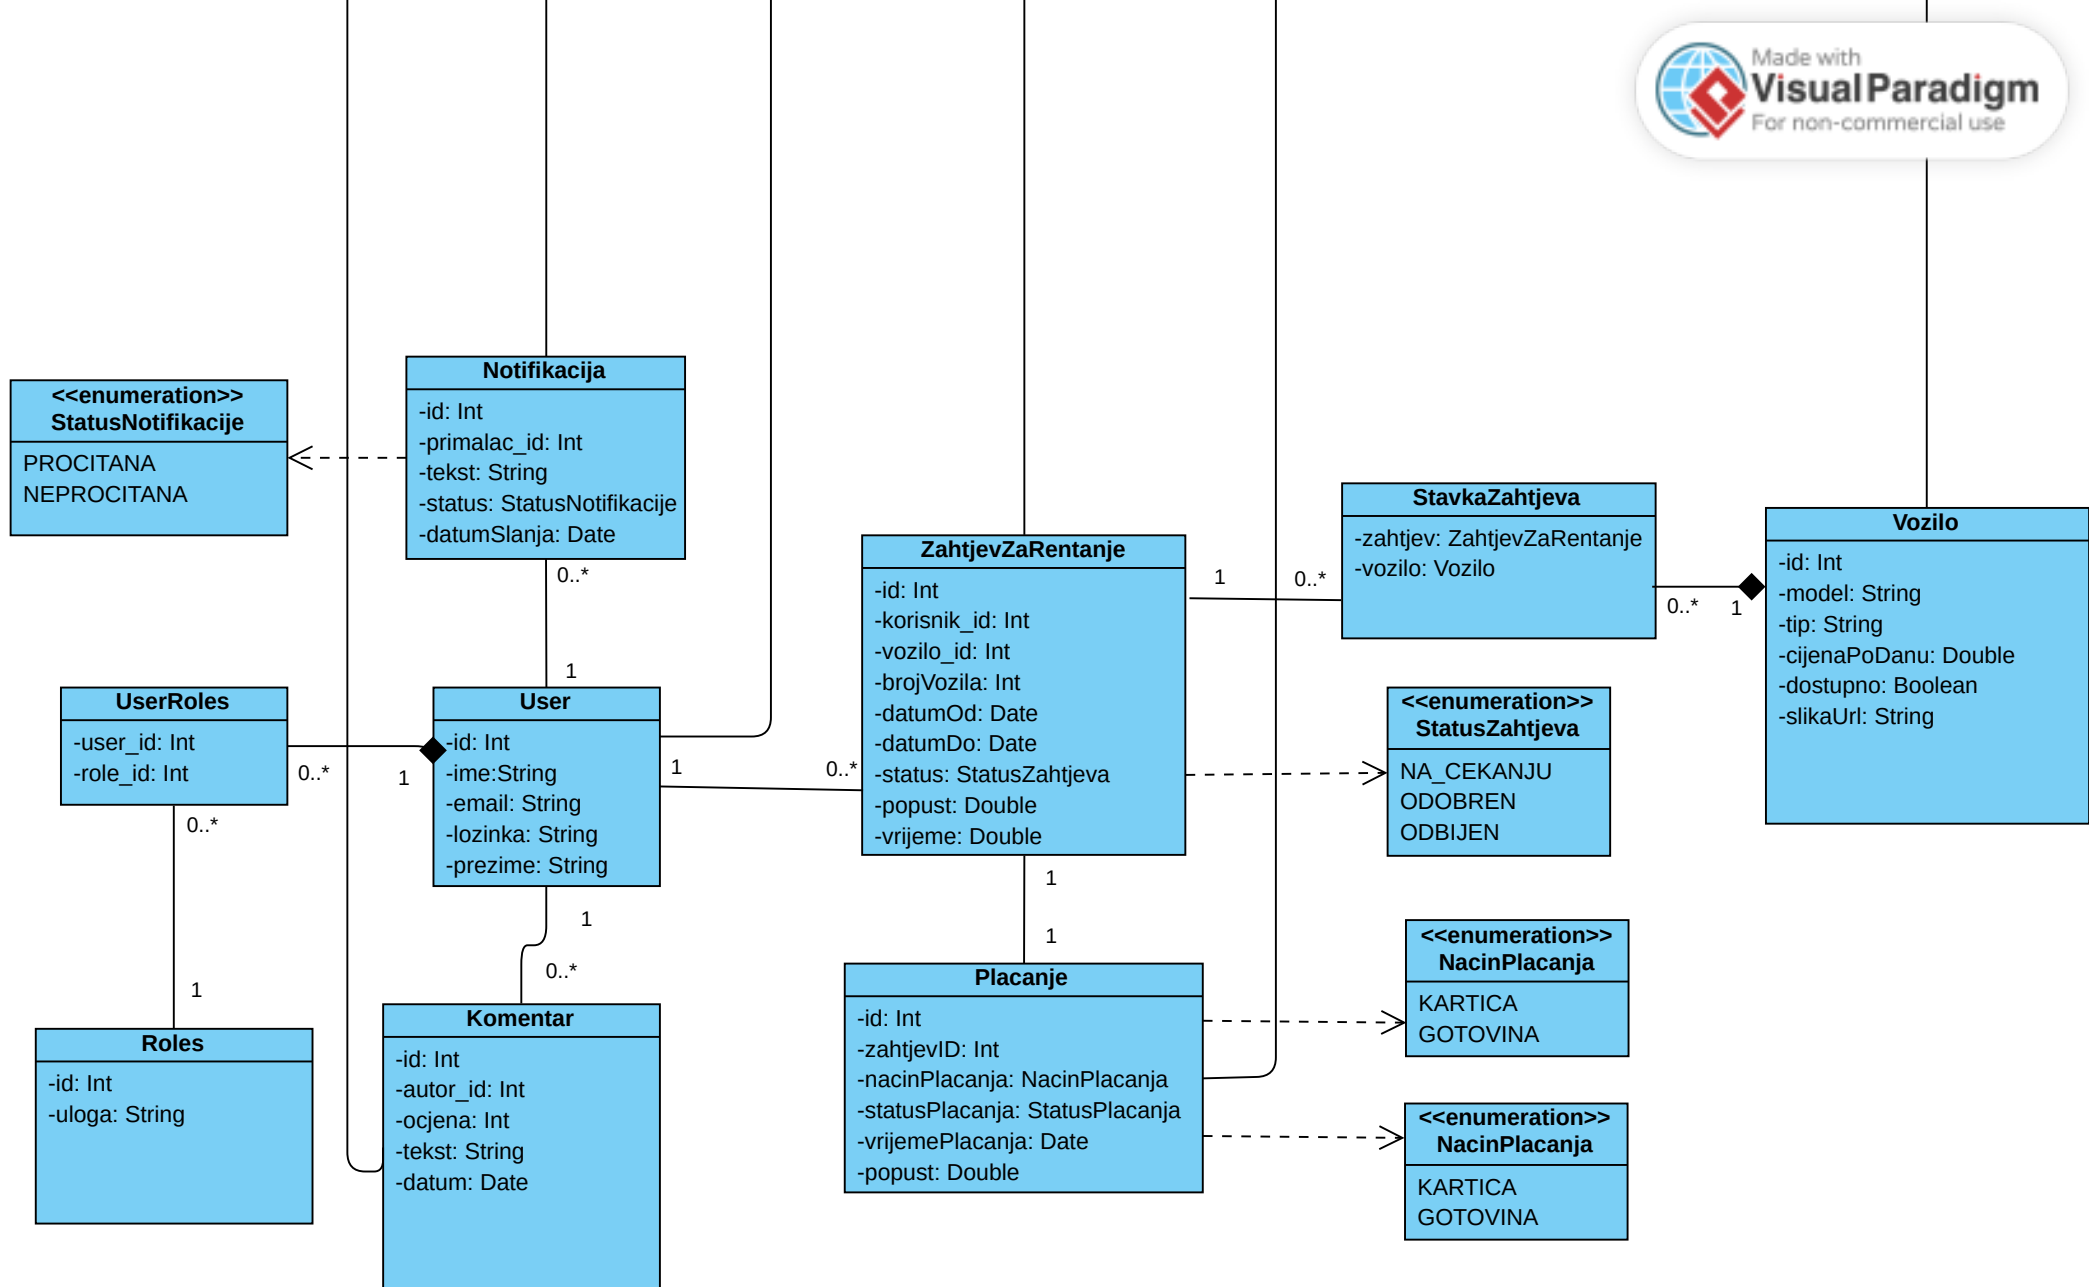 Made with
Visual Paradigm
For non-commercial use
<<enumeration>>
StatusNotifikacije
PROCITANA
NEPROCITANA
Notifikacija
-id: Int
-primalac_id: Int
-tekst: String
-status: StatusNotifikacije
-datumSlanja: Date
0..*
1
UserRoles
-user_id: Int
-role_id: Int
0..*
1
0..*
1
User
-id: Int
-ime:String
-email: String
-lozinka: String
-prezime: String
1
0..*
1
0..*
Roles
-id: Int
-uloga: String
Komentar
-id: Int
-autor_id: Int
-ocjena: Int
-tekst: String
-datum: Date
ZahtjevZaRentanje
-id: Int
-korisnik_id: Int
-vozilo_id: Int
-brojVozila: Int
-datumOd: Date
-datumDo: Date
-status: StatusZahtjeva
-popust: Double
-vrijeme: Double
1
0..*
1
1
Placanje
-id: Int
-zahtjevID: Int
-nacinPlacanja: NacinPlacanja
-statusPlacanja: StatusPlacanja
-vrijemePlacanja: Date
-popust: Double
StavkaZahtjeva
-zahtjev: ZahtjevZaRentanje
-vozilo: Vozilo
0..*
1
Vozilo
-id: Int
-model: String
-tip: String
-cijenaPoDanu: Double
-dostupno: Boolean
-slikaUrl: String
<<enumeration>>
StatusZahtjeva
NA_CEKANJU
ODOBREN
ODBIJEN
<<enumeration>>
NacinPlacanja
KARTICA
GOTOVINA
<<enumeration>>
NacinPlacanja
KARTICA
GOTOVINA